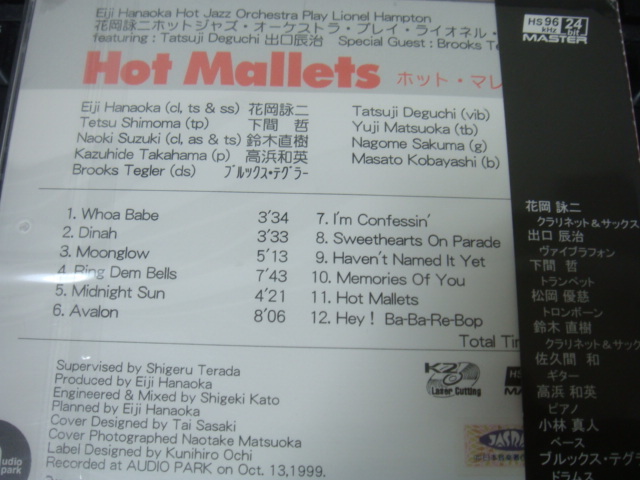 Eiji Hanaoka Hot Jazz Orchestra Play Lionel Hampton
花岡詠二ホットジャズ・オーケストラ・プレイ・ライオネル・
featuring : Tatsuji Deguchi 出口辰治 Special Guest : Brooks Te
Hot Mallets ホット・マレ
Eiji Hanaoka (cl, ts & ss) 花岡詠二
Tetsu Shimoma (tp) 下間 哲
Naoki Suzuki (cl, as & ts) 鈴木直樹
Kazuhide Takahama (p) 高浜和英
Brooks Tegler (ds) ブルックス・テグラー
Tatsuji Deguchi (vib)
Yuji Matsuoka (tb)
Nagome Sakuma (g)
Masato Kobayashi (b)
1. Whoa Babe 3'34
2. Dinah 3'33
3. Moonglow 5'13
4. Ring Dem Bells 7'43
5. Midnight Sun 4'21
6. Avalon 8'06
7. I'm Confessin'
8. Sweethearts On Parade
9. Haven't Named It Yet
10. Memories Of You
11. Hot Mallets
12. Hey! Ba-Ba-Re-Bop
Total Tim
Supervised by Shigeru Terada
Produced by Eiji Hanaoka
Engineered & Mixed by Shigeki Kato
Planned by Eiji Hanaoka
Cover Designed by Tai Sasaki
Cover Photographed Naotake Matsuoka
Label Designed by Kunihiro Ochi
Recorded at AUDIO PARK on Oct.13,1999.
K2
Laser Cutting
HS
MAS
JASRAC
udio
park
HS 96 kHz 24 bit
MASTER
花岡 詠二
クラリネット&サックス
出口 辰治
ヴァイブラフォン
下間 哲
トランペット
松岡 優慈
トロンボーン
鈴木 直樹
クラリネット&サック
佐久間 和
ギター
高浜 和英
ピアノ
小林 真人
ベース
ブルックス・テグラ
ドラムス